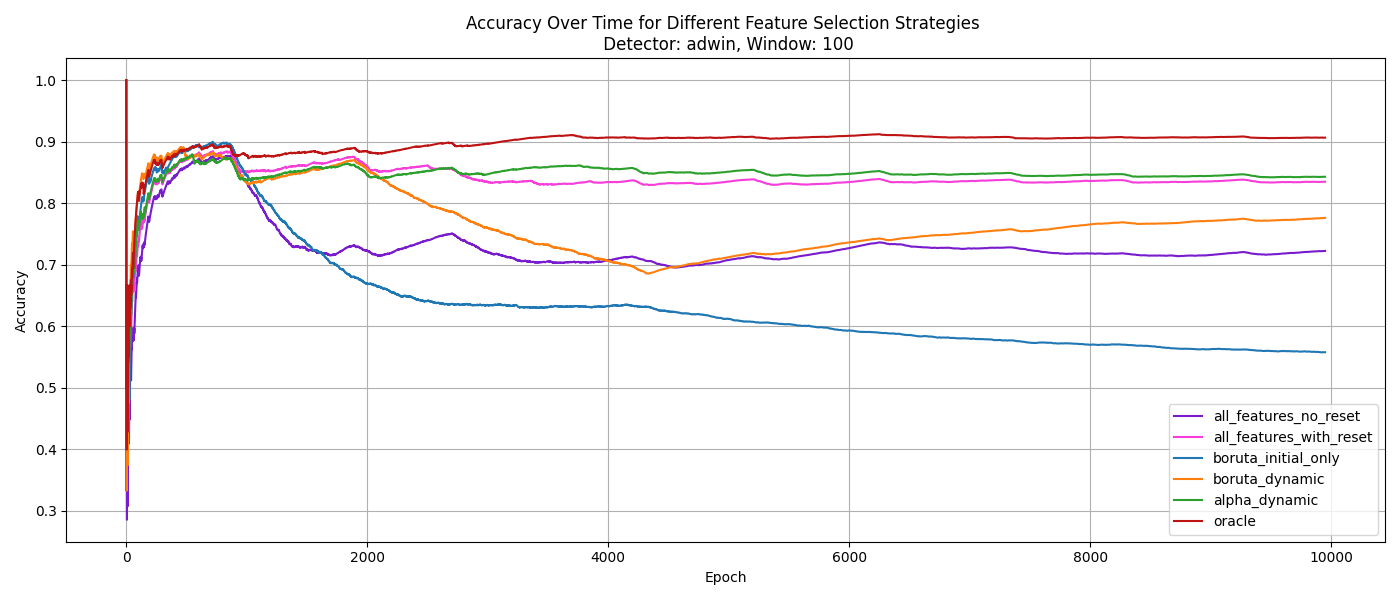 Accuracy Over Time for Different Feature Selection Strategies
Detector: adwin, Window: 100
1.0
0.9
0.8
0.7
0.6
0.5
0.4
0.3
Accuracy
0 2000 4000 6000 8000 10000
Epoch
all_features_no_reset
all_features_with_reset
boruta_initial_only
boruta_dynamic
alpha_dynamic
oracle